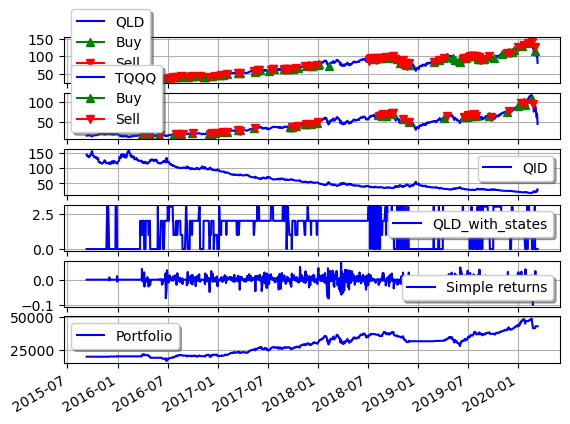 QLD
Buy
Sell
150
100
50
TQQQ
Buy
Sell
100
50
150
100
50
QID
2.5
0.0
QLD_with_states
0.0
−0.1
Simple returns
50000
25000
Portfolio
2015-07
2016-01
2016-07
2017-01
2017-07
2018-01
2018-07
2019-01
2019-07
2020-01